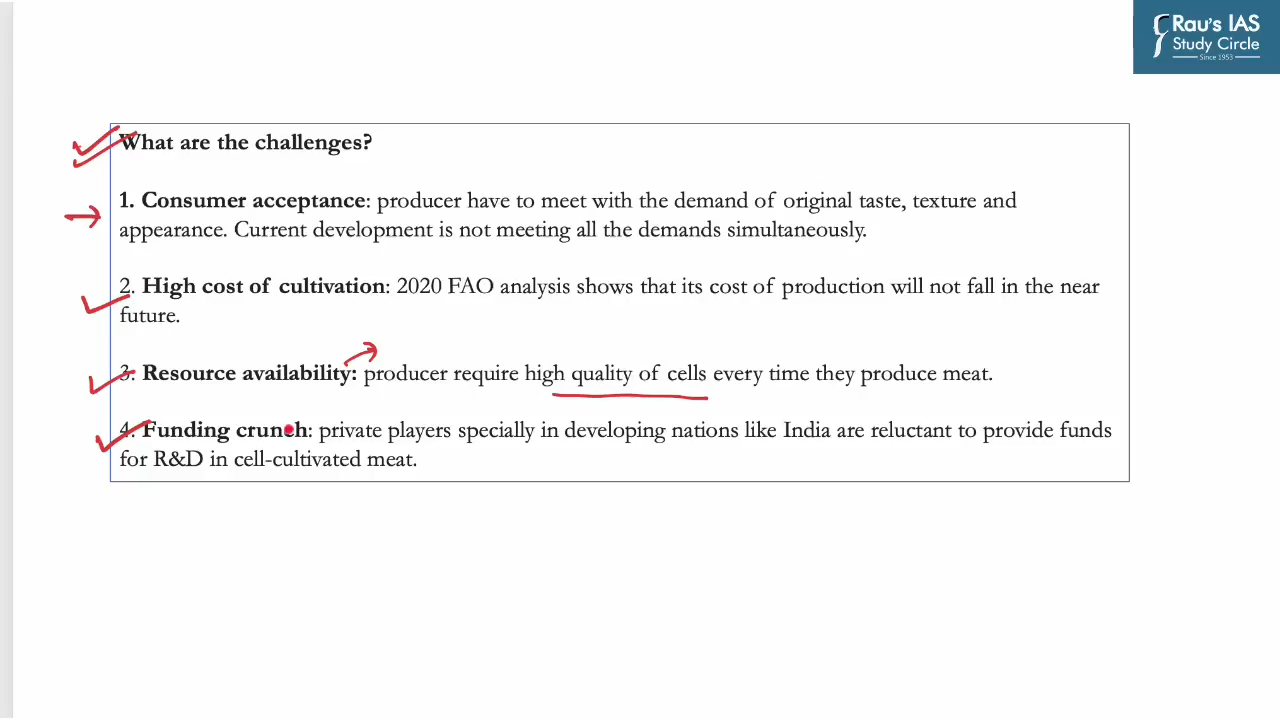 Rau's IAS
Study Circle
Since 1953
What are the challenges?
1. Consumer acceptance: producer have to meet with the demand of original taste, texture and
appearance. Current development is not meeting all the demands simultaneously.
2. High cost of cultivation: 2020 FAO analysis shows that its cost of production will not fall in the near
future.
3. Resource availability: producer require high quality of cells every time they produce meat.
4. Funding crunch: private players specially in developing nations like India are reluctant to provide funds
for R&D in cell-cultivated meat.